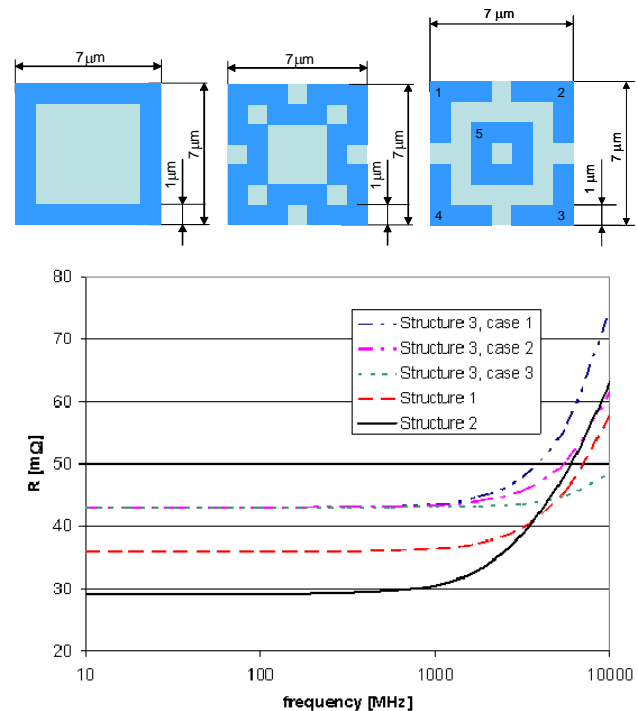 7 μm 7 μm 7 μm
7 μm 1 μm
7 μm 1 μm
1 2 5 4 3
7 μm 1 μm
80
70
60
50
40
30
20
R [mΩ]
Structure 3, case 1
Structure 3, case 2
Structure 3, case 3
Structure 1
Structure 2
10 100 1000 10000
frequency [MHz]